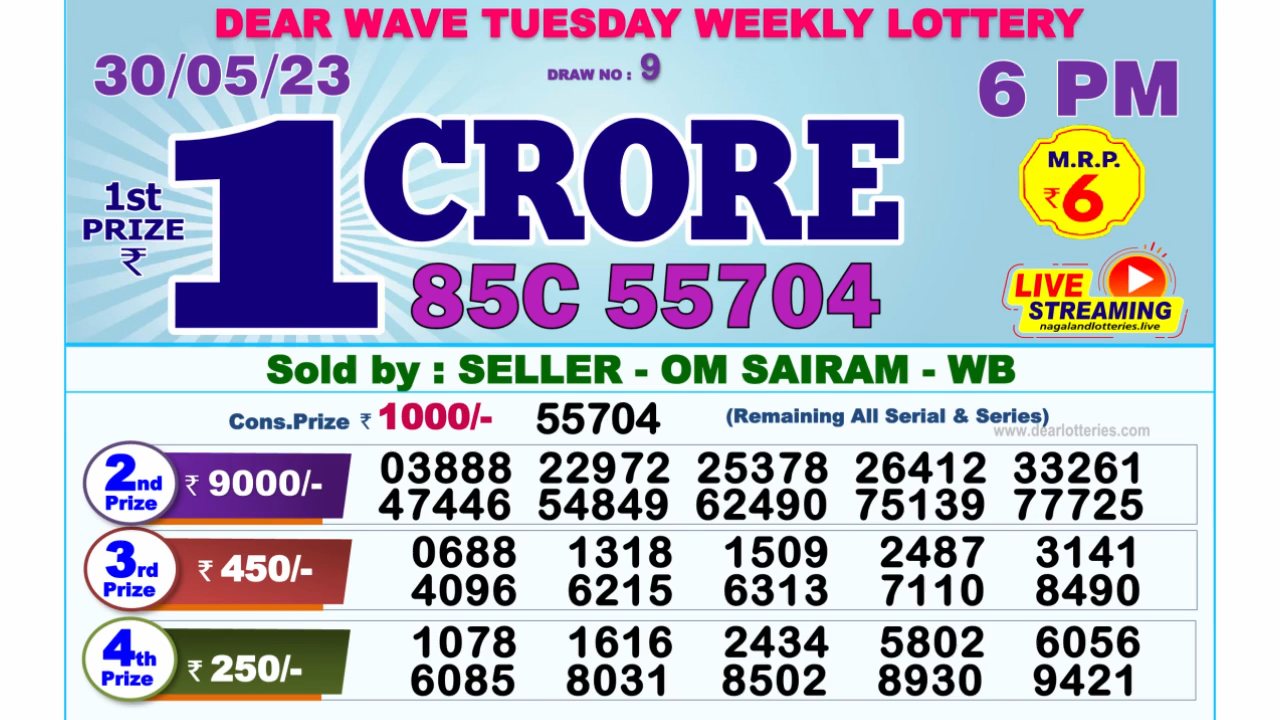 DEAR WAVE TUESDAY WEEKLY LOTTERY
30/05/23
DRAW NO : 9
6 PM
1st
PRIZE
₹
1 CRORE
85C 55704
M.R.P.
₹6
LIVE
STREAMING
nagalandlotteries.live
Sold by : SELLER - OM SAIRAM - WB
Cons.Prize ₹ 1000/- 55704 (Remaining All Serial & Series)
www.dearlotteries.com
2nd
Prize
₹ 9000/-
03888 22972 25378 26412 33261
47446 54849 62490 75139 77725
3rd
Prize
₹ 450/-
0688 1318 1509 2487 3141
4096 6215 6313 7110 8490
4th
Prize
₹ 250/-
1078 1616 2434 5802 6056
6085 8031 8502 8930 9421